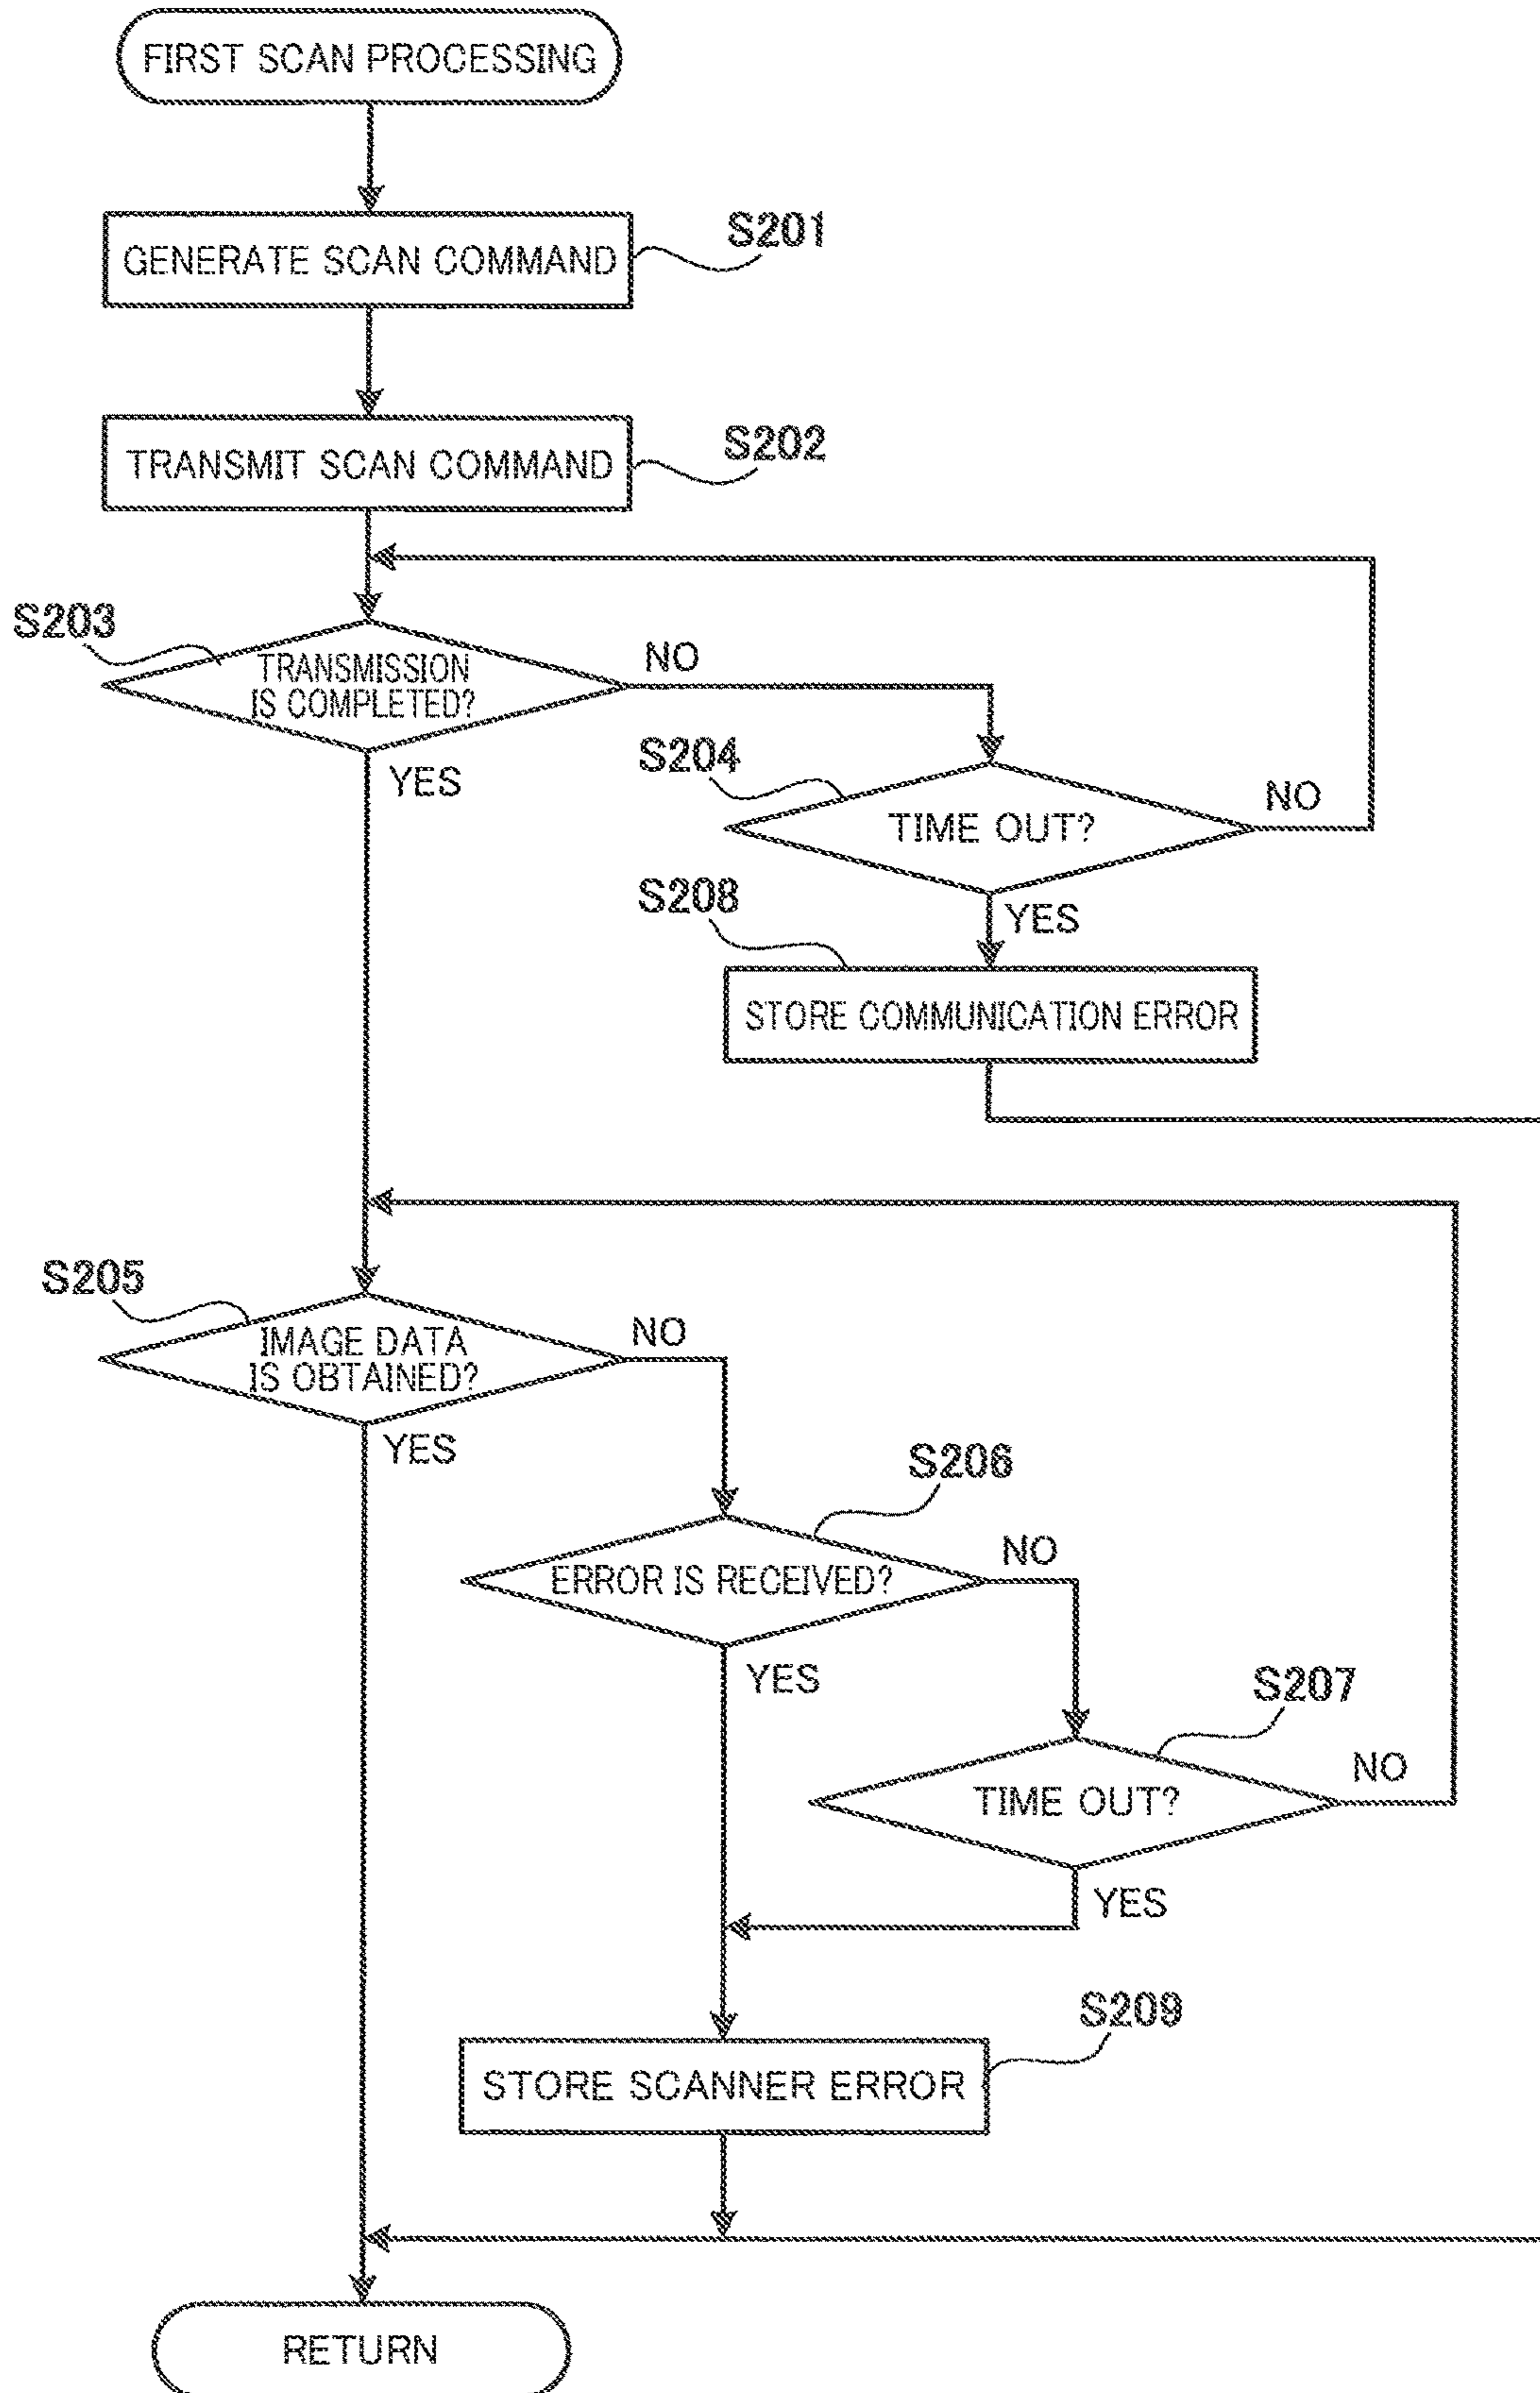 FIRST SCAN PROCESSING
S201
GENERATE SCAN COMMAND
S202
TRANSMIT SCAN COMMAND
S203
TRANSMISSION
IS COMPLETED?
NO
YES
S204
TIME OUT?
NO
YES
S208
STORE COMMUNICATION ERROR
S205
IMAGE DATA
IS OBTAINED?
NO
YES
S206
ERROR IS RECEIVED?
NO
YES
S207
TIME OUT?
NO
YES
S209
STORE SCANNER ERROR
RETURN